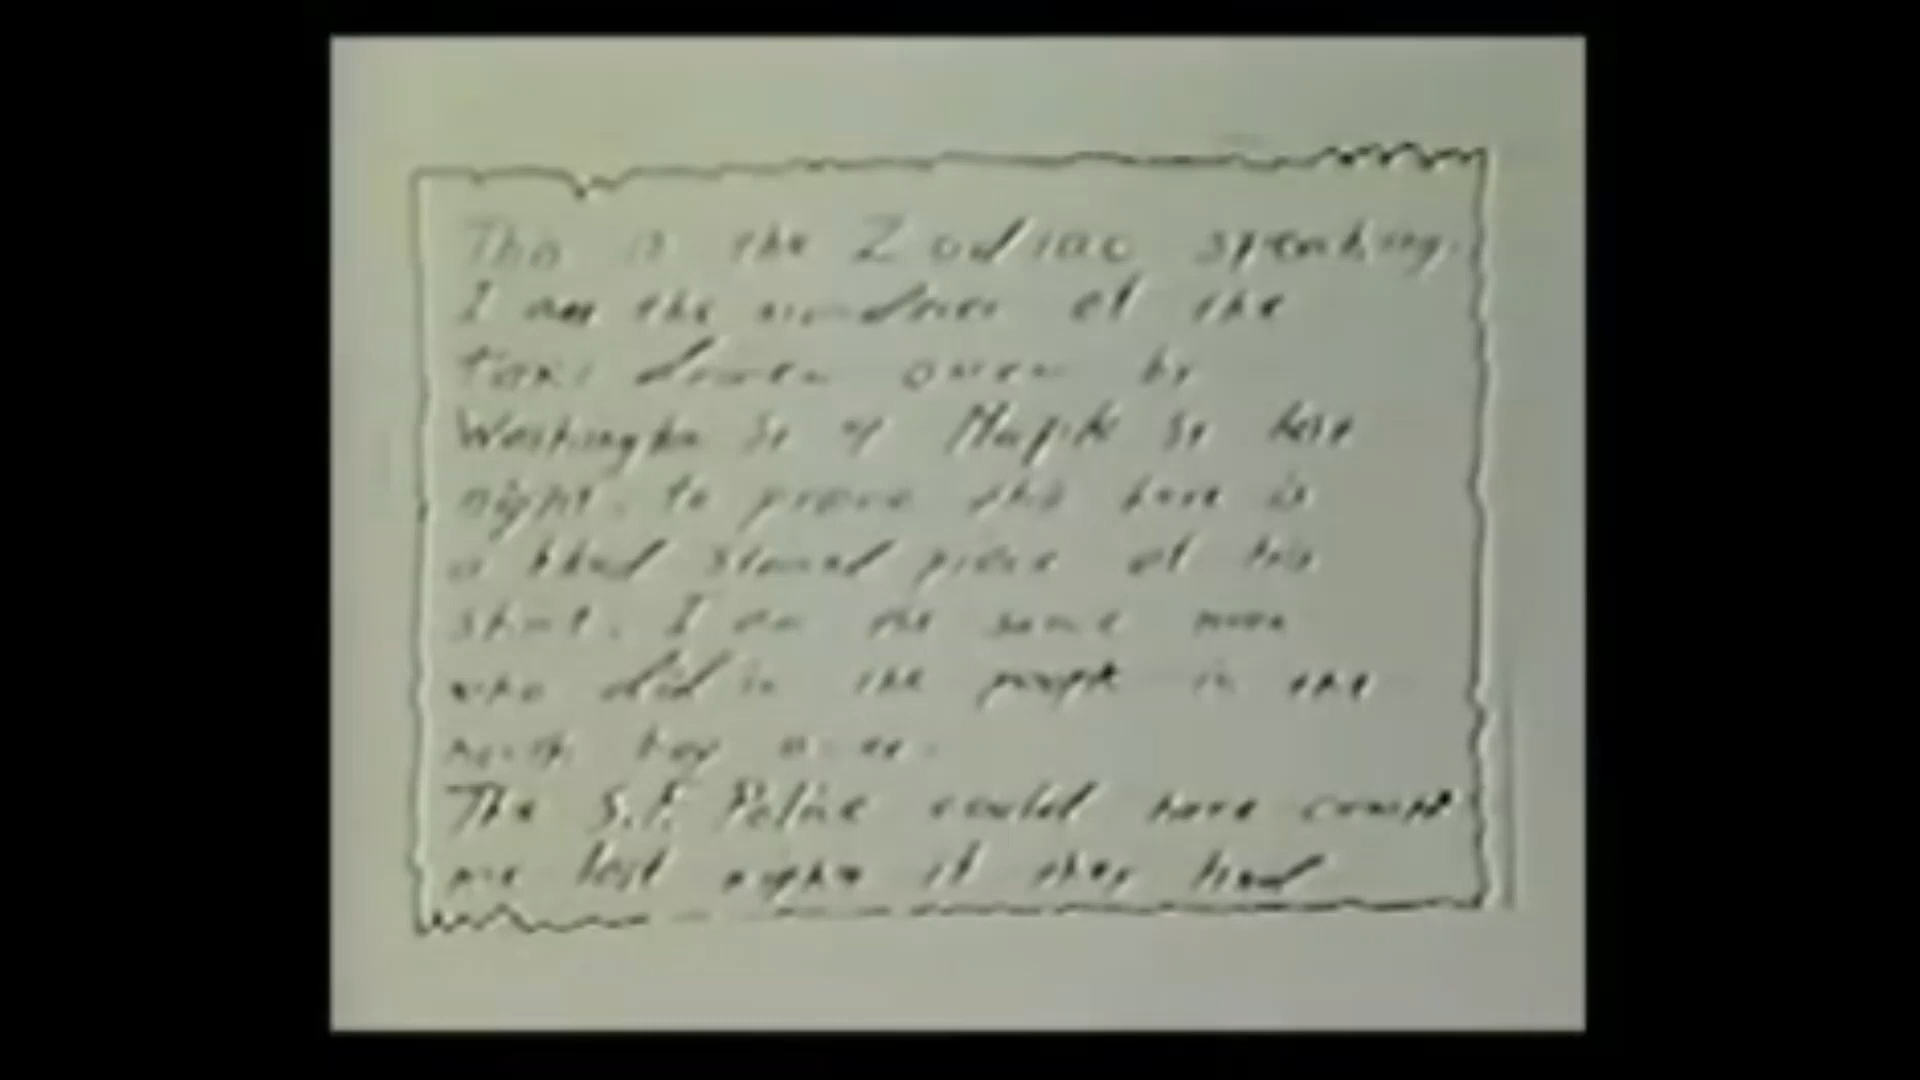 This is the Zodiac speaking.
I am the murderer of the
taxi driver over by
Washington St & Maple St last
night, to prove this here is
a blood stained piece of his
shirt. I am the same man
who did in the people in the
north bay area.
The S.F. Police could have caught
me last night if they had